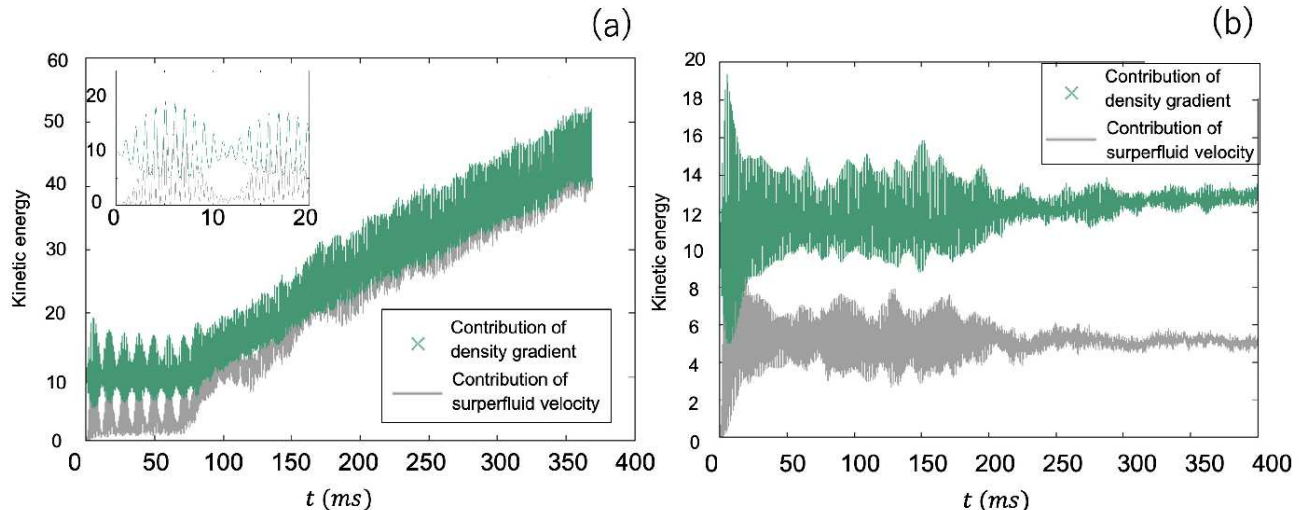 (a)
60
50
40
30
20
10
0
Kinetic energy
20
10
0
0 10 20
Contribution of
density gradient
Contribution of
surperfluid velocity
0 50 100 150 200 250 300 350 400
t (ms)
(b)
20
18
16
14
12
10
8
6
4
2
0
Kinetic energy
Contribution of
density gradient
Contribution of
surperfluid velocity
0 50 100 150 200 250 300 350 400
t (ms)